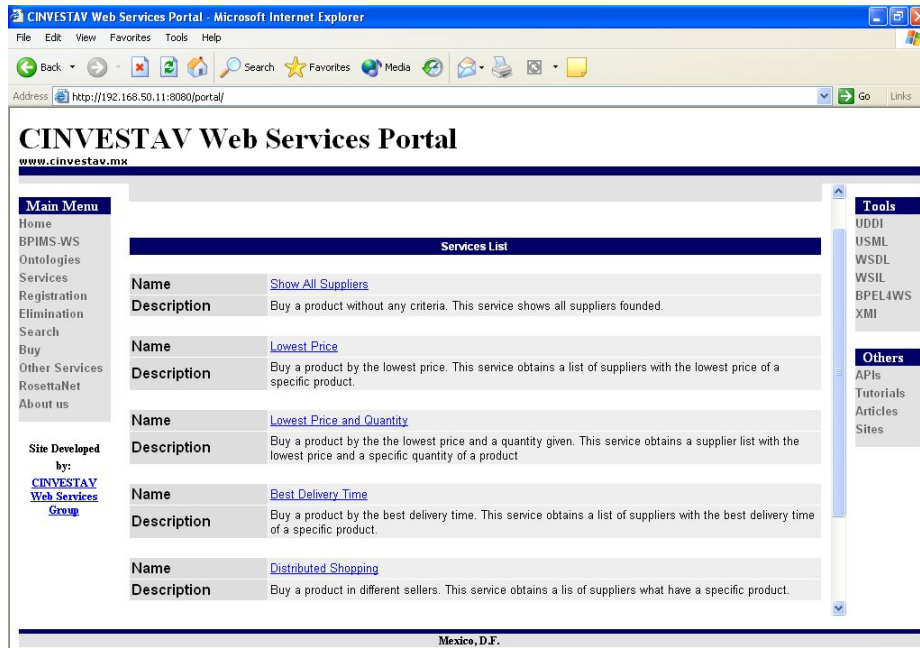 CINVESTAV Web Services Portal - Microsoft Internet Explorer
File Edit View Favorites Tools Help
Back Search Favorites Media
Address http://192.168.50.11:8080/portal/ Go Links
CINVESTAV Web Services Portal
www.cinvestav.mx
Main Menu
Home
BPIMS-WS
Ontologies
Services
Registration
Elimination
Search
Buy
Other Services
RosettaNet
About us
Site Developed
by:
CINVESTAV
Web Services
Group
Services List
Name Show All Suppliers
Description Buy a product without any criteria. This service shows all suppliers founded.
Name Lowest Price
Description Buy a product by the lowest price. This service obtains a list of suppliers with the lowest price of a
specific product.
Name Lowest Price and Quantity
Description Buy a product by the the lowest price and a quantity given. This service obtains a supplier list with the
lowest price and a specific quantity of a product
Name Best Delivery Time
Description Buy a product by the best delivery time. This service obtains a list of suppliers with the best delivery time
of a specific product.
Name Distributed Shopping
Description Buy a product in different sellers. This service obtains a lis of suppliers what have a specific product.
Tools
UDDI
USML
WSDL
WSIL
BPEL4WS
XMI
Others
APIs
Tutorials
Articles
Sites
Mexico, D.F.